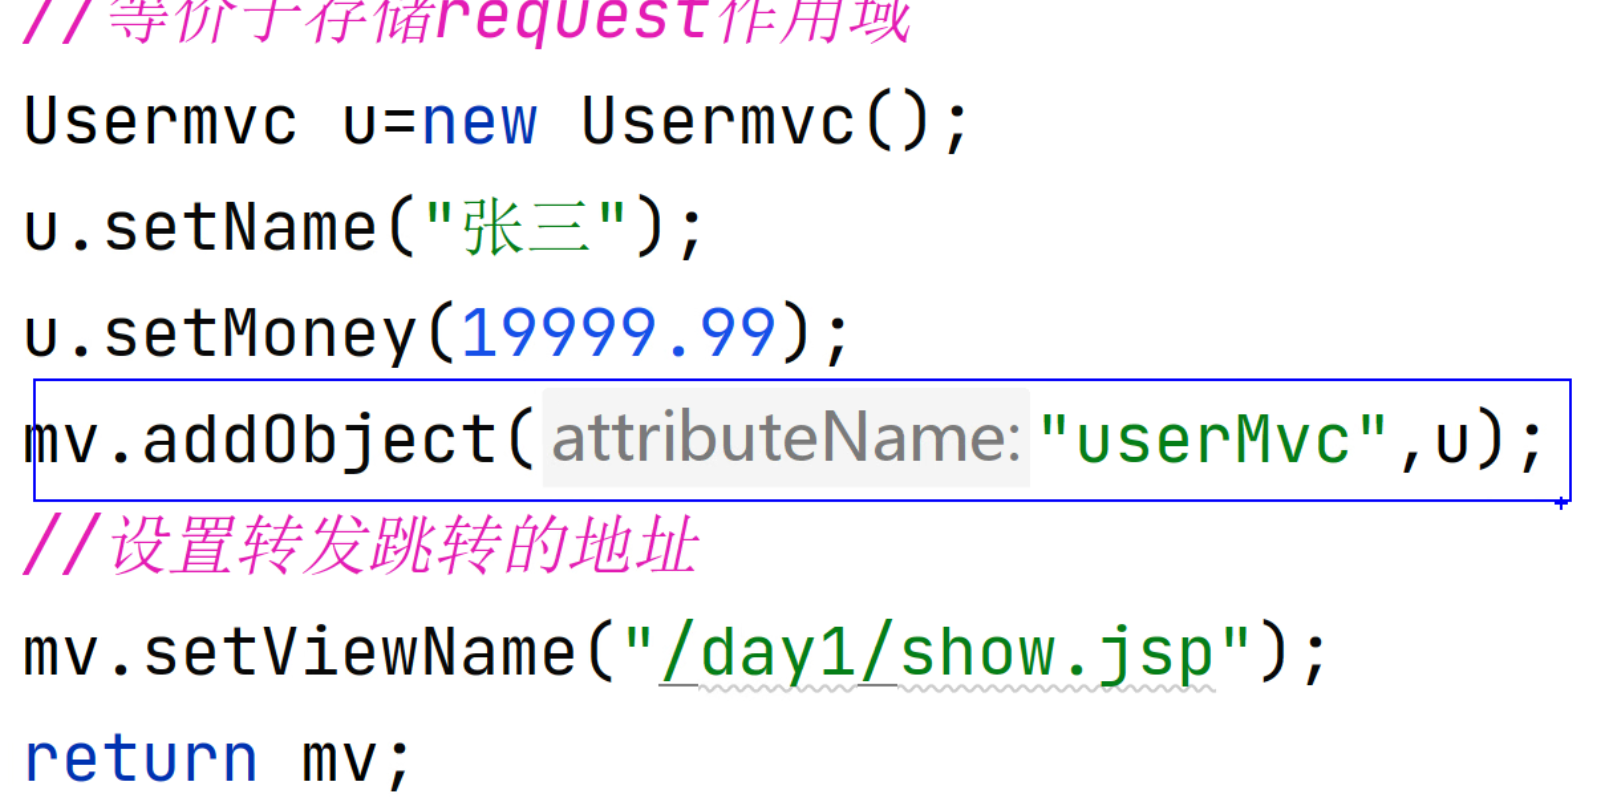 //等价于存储request作用域
Usermvc u=new Usermvc();
u.setName("张三");
u.setMoney(19999.99);
mv.addObject(attributeName:"userMvc",u);
//设置转发跳转的地址
mv.setViewName("/day1/show.jsp");
return mv;